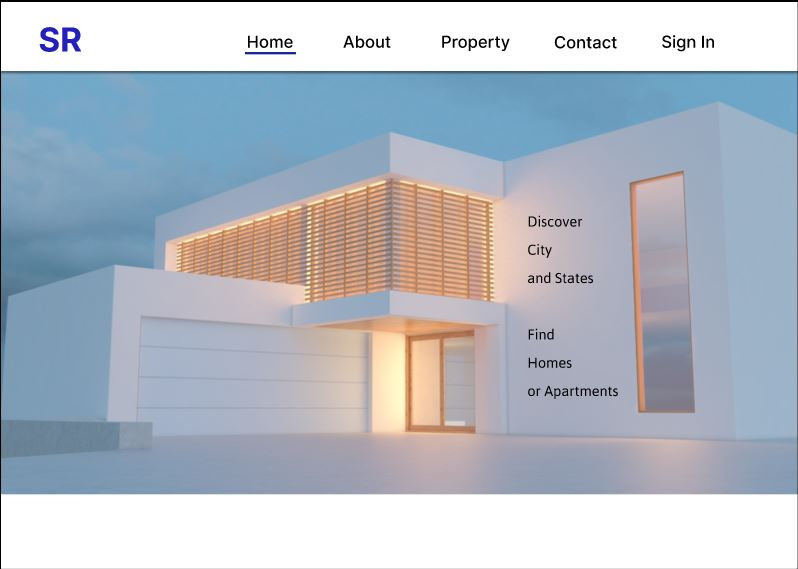 SR Home About Property Contact Sign In
Discover
City
and States
Find
Homes
or Apartments